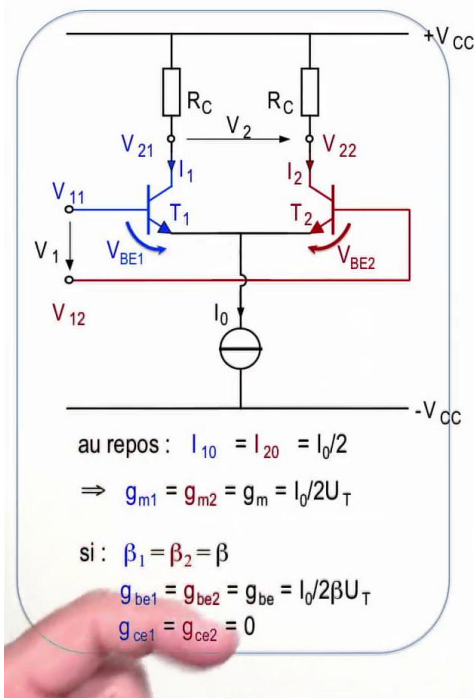 +V_CC
R_C R_C
V_21 V_2 V_22
I_1 I_2
V_11 T_1 T_2
V_1 V_BE1 V_BE2
V_12 I_0
-V_CC
au repos : I_10 = I_20 = I_0/2
⇒ g_m1 = g_m2 = g_m = I_0/2U_T
si : β_1 = β_2 = β
g_be1 = g_be2 = g_be = I_0/2βU_T
g_ce1 = g_ce2 = 0